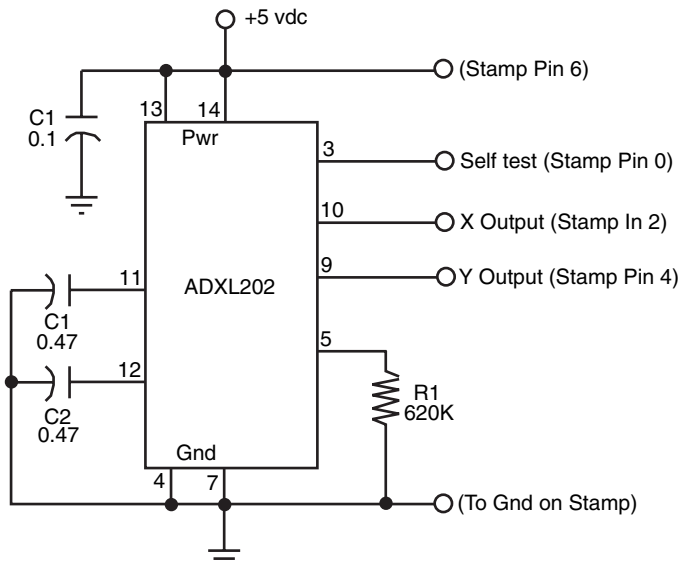 +5 vdc
(Stamp Pin 6)
13
14
C1
0.1
Pwr
3
Self test (Stamp Pin 0)
10
X Output (Stamp In 2)
9
Y Output (Stamp Pin 4)
11
ADXL202
C1
0.47
5
12
R1
620K
C2
0.47
Gnd
4
7
(To Gnd on Stamp)